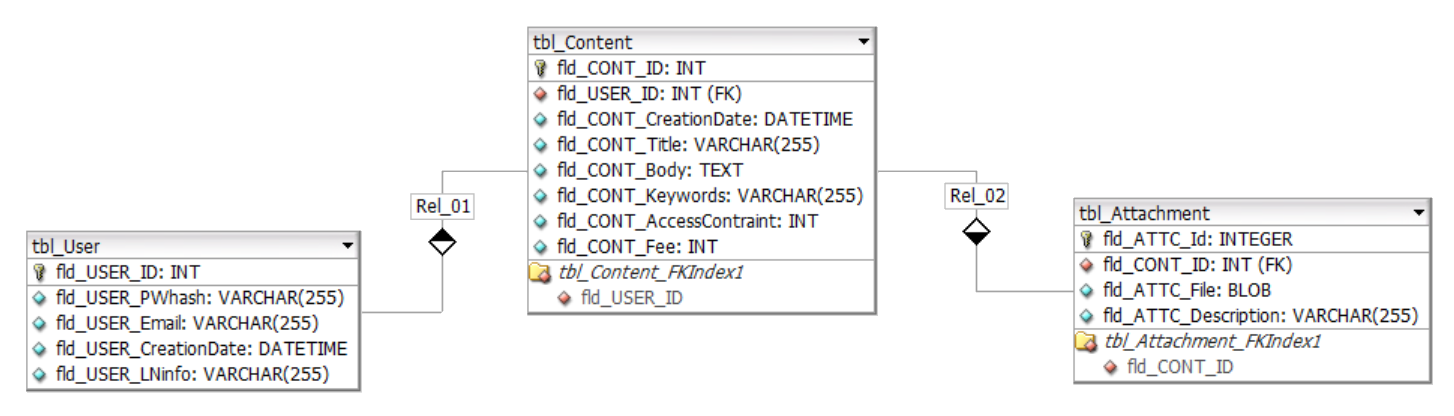 tbl_Content
fld_CONT_ID: INT
fld_USER_ID: INT (FK)
fld_CONT_CreationDate: DATETIME
fld_CONT_Title: VARCHAR(255)
fld_CONT_Body: TEXT
fld_CONT_Keywords: VARCHAR(255)
fld_CONT_AccessContraint: INT
fld_CONT_Fee: INT
tbl_Content_FKIndex1
fld_USER_ID
Rel_01
Rel_02
tbl_User
fld_USER_ID: INT
fld_USER_PWhash: VARCHAR(255)
fld_USER_Email: VARCHAR(255)
fld_USER_CreationDate: DATETIME
fld_USER_LNinfo: VARCHAR(255)
tbl_Attachment
fld_ATTC_Id: INTEGER
fld_CONT_ID: INT (FK)
fld_ATTC_File: BLOB
fld_ATTC_Description: VARCHAR(255)
tbl_Attachment_FKIndex1
fld_CONT_ID